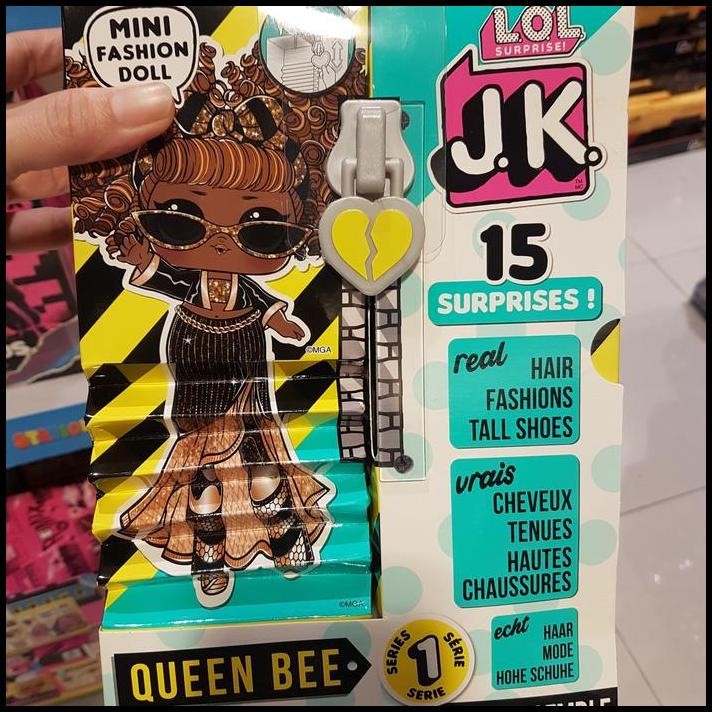 MINI
FASHION
DOLL
L.O.L.
SURPRISE!
J.K.
TM
MC
15
SURPRISES!
©MGA
real HAIR
FASHIONS
TALL SHOES
vrais
CHEVEUX
TENUES
HAUTES
CHAUSSURES
©MGA
echt HAAR
MODE
HOHE SCHUHE
QUEEN BEE
SERIES 1 SÉRIE
SERIE